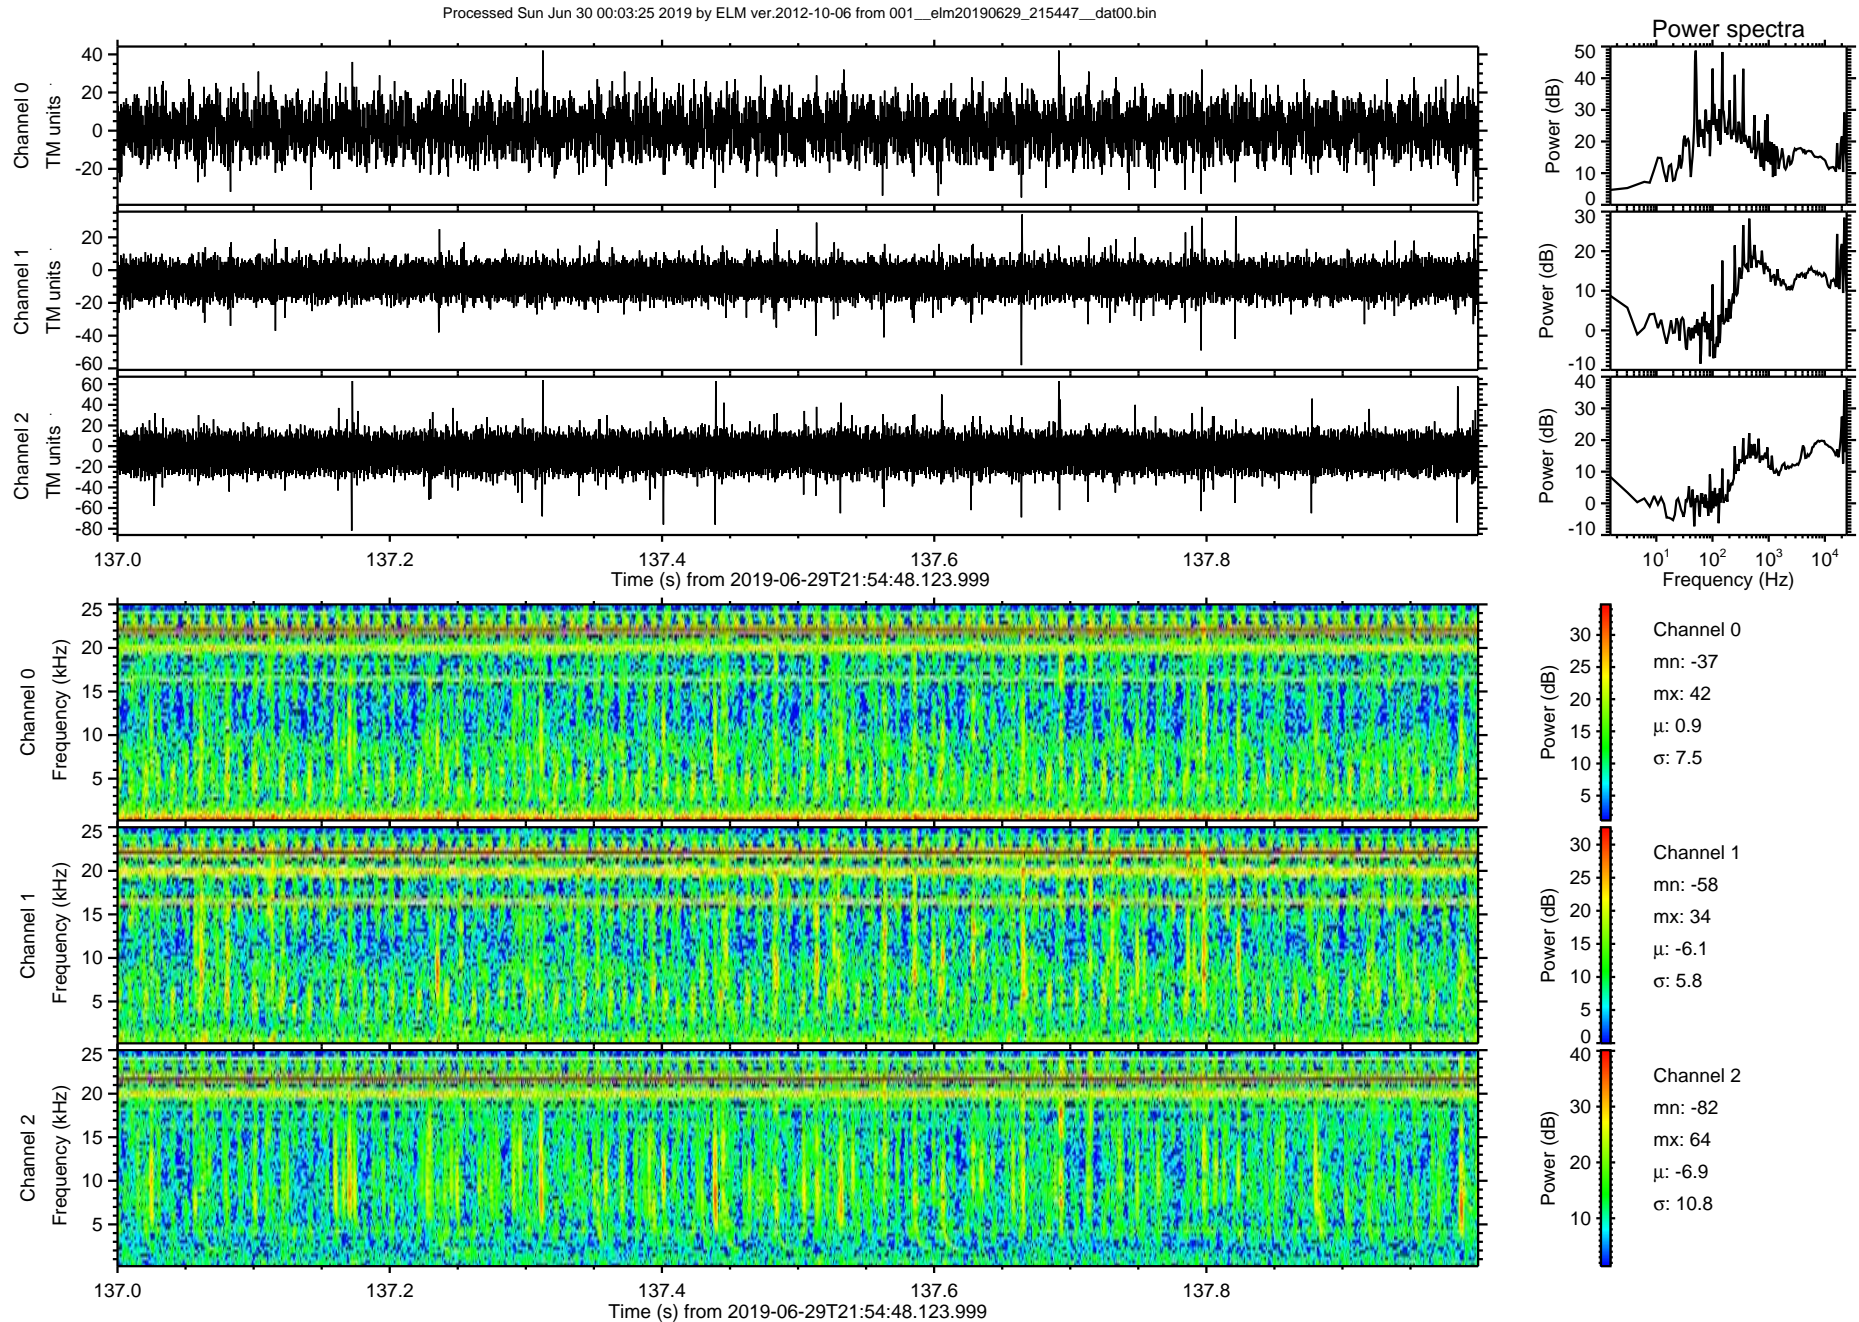 Processed Sun Jun 30 00:03:25 2019 by ELM ver.2012-10-06 from 001__elm20190629_215447__dat00.bin
Power spectra
Channel 0
TM units
40
20
0
-20
Power (dB)
50
40
30
20
10
0
Channel 1
TM units
20
0
-20
-40
-60
Power (dB)
30
20
10
0
-10
Channel 2
TM units
60
40
20
0
-20
-40
-60
-80
Power (dB)
40
30
20
10
0
-10
137.0 137.2 137.4 137.6 137.8
Time (s) from 2019-06-29T21:54:48.123.999
10^1 10^2 10^3 10^4
Frequency (Hz)
Channel 0
Frequency (kHz)
25
20
15
10
5
Power (dB)
30
25
20
15
10
5
Channel 0
mn: -37
mx: 42
µ: 0.9
σ: 7.5
Channel 1
Frequency (kHz)
25
20
15
10
5
Power (dB)
30
25
20
15
10
5
0
Channel 1
mn: -58
mx: 34
µ: -6.1
σ: 5.8
Channel 2
Frequency (kHz)
25
20
15
10
5
Power (dB)
40
30
20
10
Channel 2
mn: -82
mx: 64
µ: -6.9
σ: 10.8
137.0 137.2 137.4 137.6 137.8
Time (s) from 2019-06-29T21:54:48.123.999